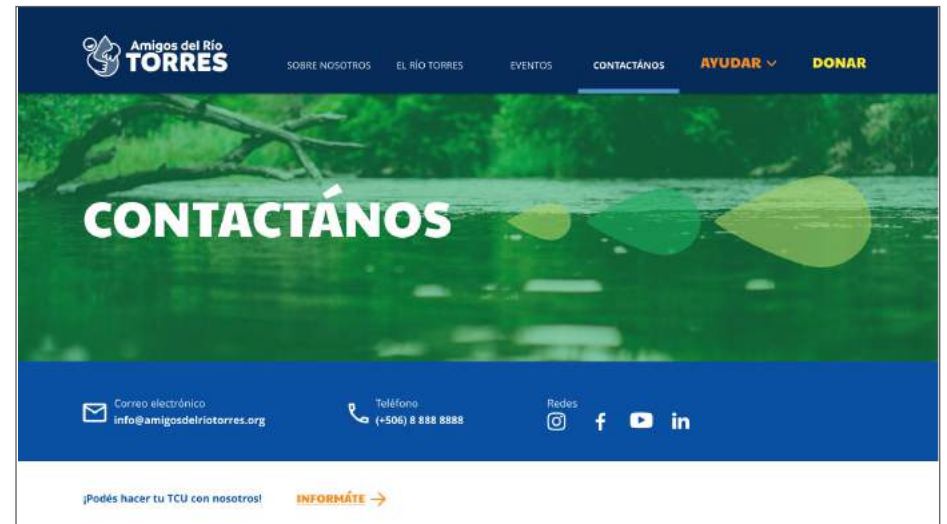 Amigos del Río
TORRES
SOBRE NOSOTROS EL RÍO TORRES EVENTOS CONTACTÁNOS AYUDAR DONAR
CONTACTÁNOS
Correo electrónico Teléfono Redes
info@amigosdelriotorres.org (+506) 8 888 8888
¡Podés hacer tu TCU con nosotros! INFORMÁTE